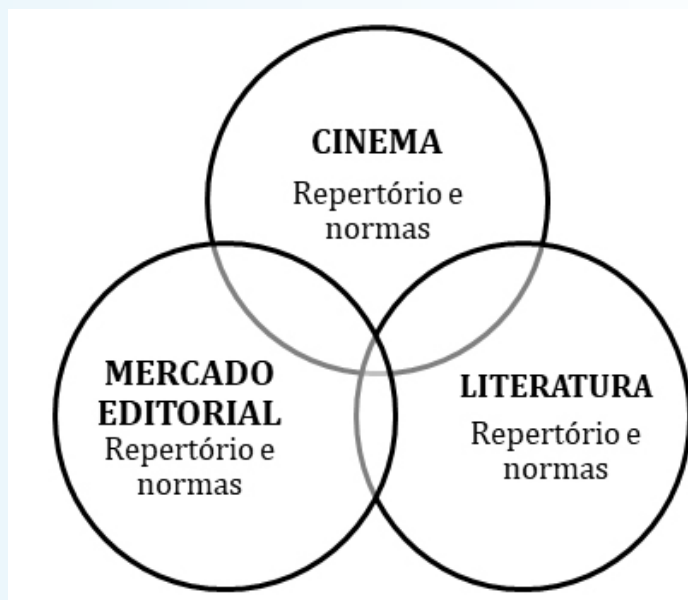 CINEMA
Repertório e
normas
MERCADO
EDITORIAL
Repertório e
normas
LITERATURA
Repertório e
normas